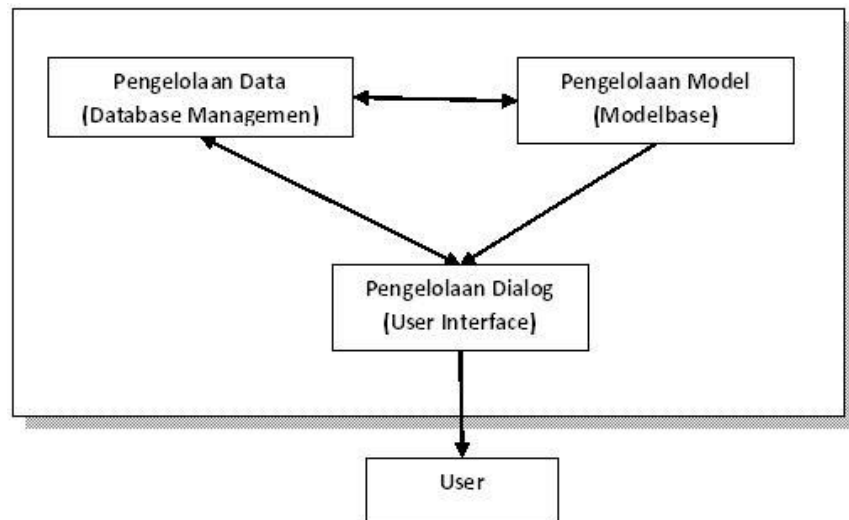 Pengelolaan Data
(Database Managemen)
Pengelolaan Model
(Modelbase)
Pengelolaan Dialog
(User Interface)
User